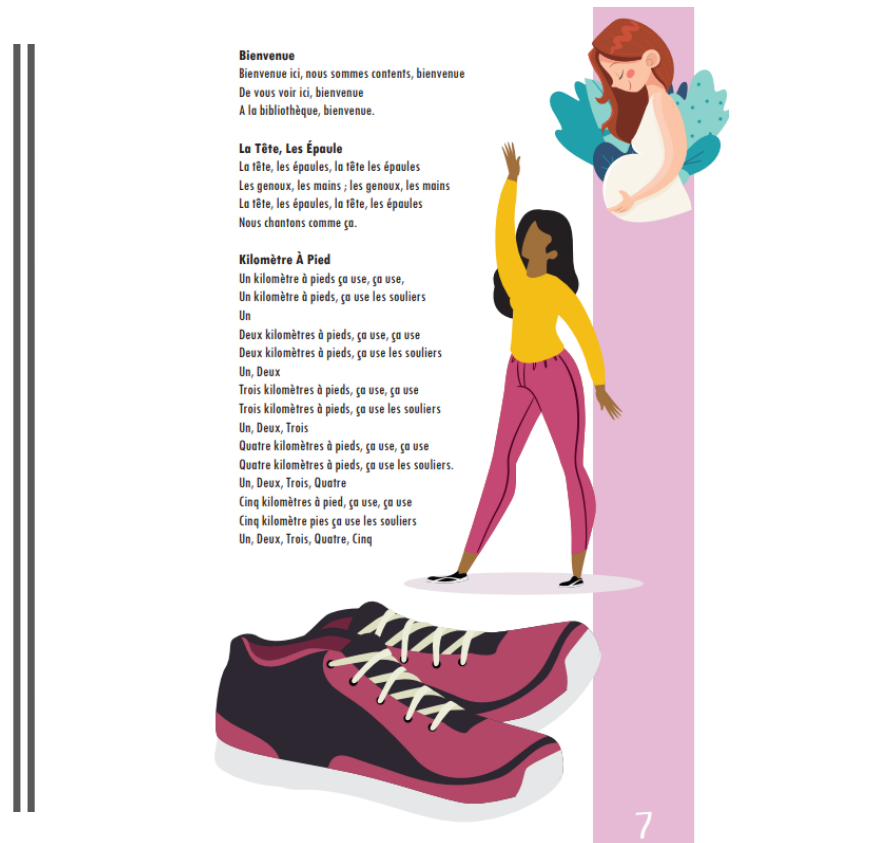 Bienvenue
Bienvenue ici, nous sommes contents, bienvenue
De vous voir ici, bienvenue
A la bibliothèque, bienvenue.
La Tête, Les Épaule
La tête, les épaules, la tête les épaules
Les genoux, les mains ; les genoux, les mains
La tête, les épaules, la tête, les épaules
Nous chantons comme ça.
Kilomètre À Pied
Un kilomètre à pieds ça use, ça use,
Un kilomètre à pieds, ça use les souliers
Un
Deux kilomètres à pieds, ça use, ça use
Deux kilomètres à pieds, ça use les souliers
Un, Deux
Trois kilomètres à pieds, ça use, ça use
Trois kilomètres à pieds, ça use les souliers
Un, Deux, Trois
Quatre kilomètres à pieds, ça use, ça use
Quatre kilomètres à pieds, ça use les souliers.
Un, Deux, Trois, Quatre
Cinq kilomètres à pied, ça use, ça use
Cinq kilomètre pies ça use les souliers
Un, Deux, Trois, Quatre, Cinq
7